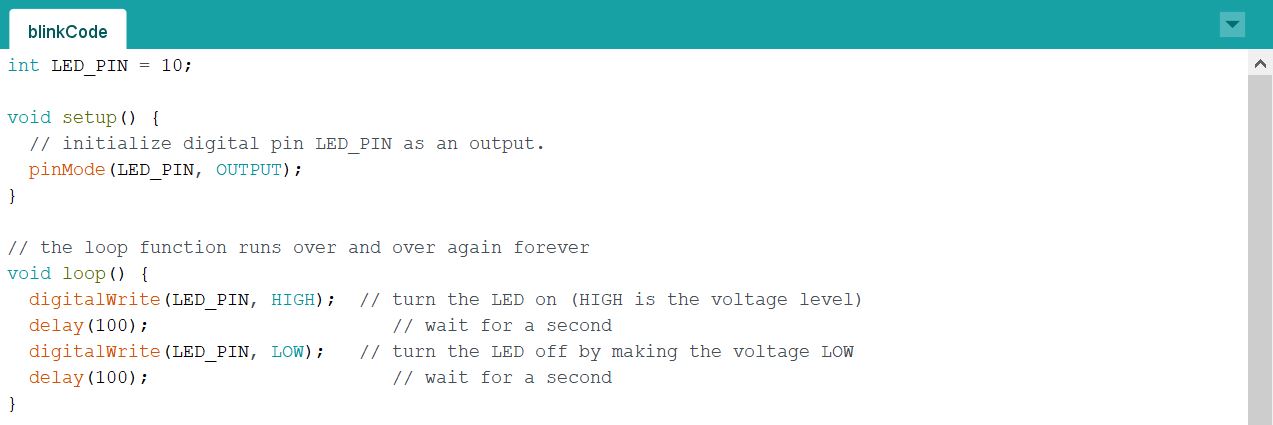 blinkCode
int LED_PIN = 10;
void setup() {
  // initialize digital pin LED_PIN as an output.
  pinMode(LED_PIN, OUTPUT);
}
// the loop function runs over and over again forever
void loop() {
  digitalWrite(LED_PIN, HIGH);  // turn the LED on (HIGH is the voltage level)
  delay(100);                      // wait for a second
  digitalWrite(LED_PIN, LOW);   // turn the LED off by making the voltage LOW
  delay(100);                      // wait for a second
}